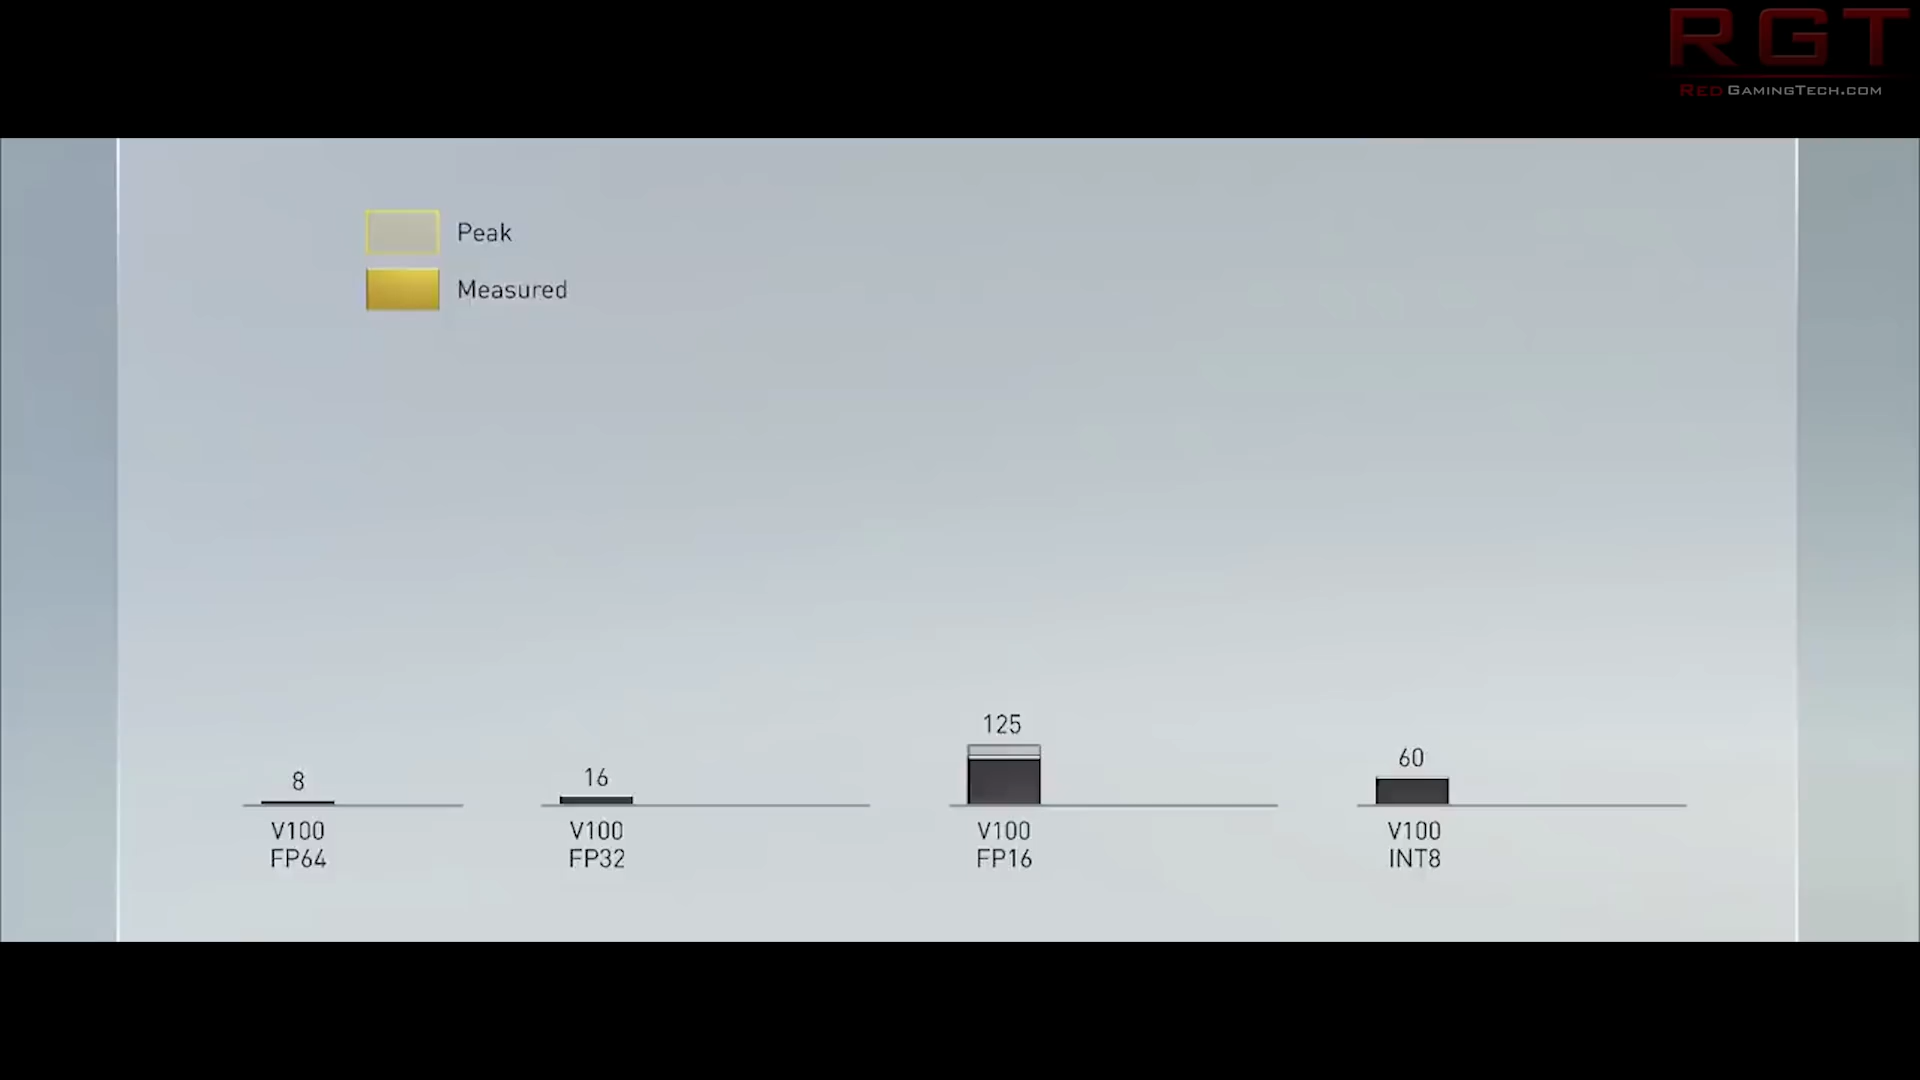 RGT
RedGamingTech.com
Peak
Measured
125
60
8
16
V100
FP64
V100
FP32
V100
FP16
V100
INT8